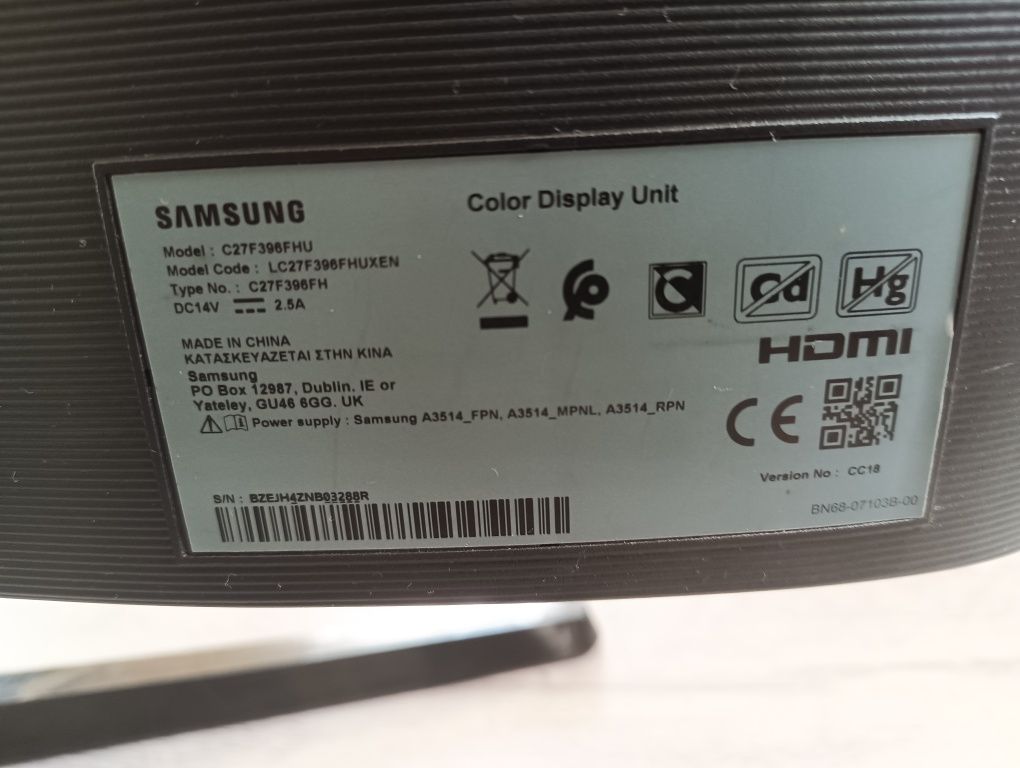 SAMSUNG
Color Display Unit
Model : C27F396FHU
Model Code : LC27F396FHUXEN
Type No. : C27F396FH
DC14V 2.5A
C
Cd
Hg
HDMI
MADE IN CHINA
ΚΑΤΑΣΚΕΥΑΖΕΤΑΙ ΣΤΗΝ ΚΙΝΑ
Samsung
PO Box 12987, Dublin. IE or
Yateley, GU46 6GG. UK
Power supply : Samsung A3514_FPN, A3514_MPNL, A3514_RPN
CE
Version No : CC18
S/N : BZEJH4ZNB03288R
BN68-07103B-00